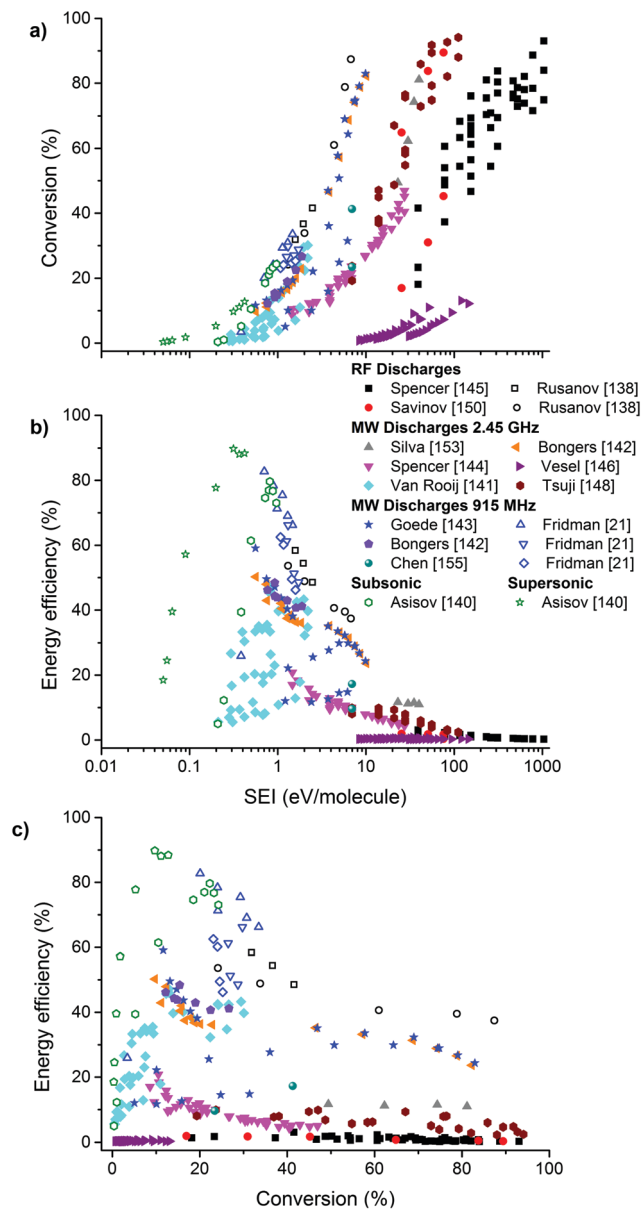 a)
100
80
60
40
20
0
Conversion (%)
RF Discharges
Spencer [145] Rusanov [138]
Savinov [150] Rusanov [138]
MW Discharges 2.45 GHz
Silva [153] Bongers [142]
Spencer [144] Vesel [146]
Van Rooij [141] Tsuji [148]
MW Discharges 915 MHz
Goede [143] Fridman [21]
Bongers [142] Fridman [21]
Chen [155] Fridman [21]
Subsonic Supersonic
Asisov [140] Asisov [140]
b)
100
80
60
40
20
0
Energy efficiency (%)
0.01 0.1 1 10 100 1000
SEI (eV/molecule)
c)
100
80
60
40
20
0
Energy efficiency (%)
0 20 40 60 80 100
Conversion (%)